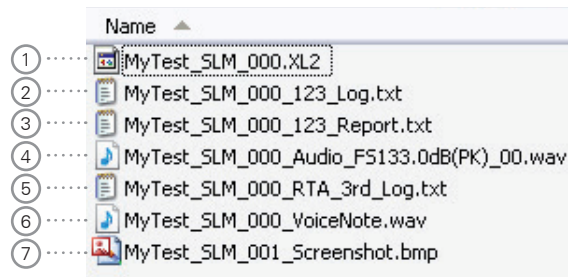 Name
1 MyTest_SLM_000.XL2
2 MyTest_SLM_000_123_Log.txt
3 MyTest_SLM_000_123_Report.txt
4 MyTest_SLM_000_Audio_FS133.0dB(PK)_00.wav
5 MyTest_SLM_000_RTA_3rd_Log.txt
6 MyTest_SLM_000_VoiceNote.wav
7 MyTest_SLM_001_Screenshot.bmp